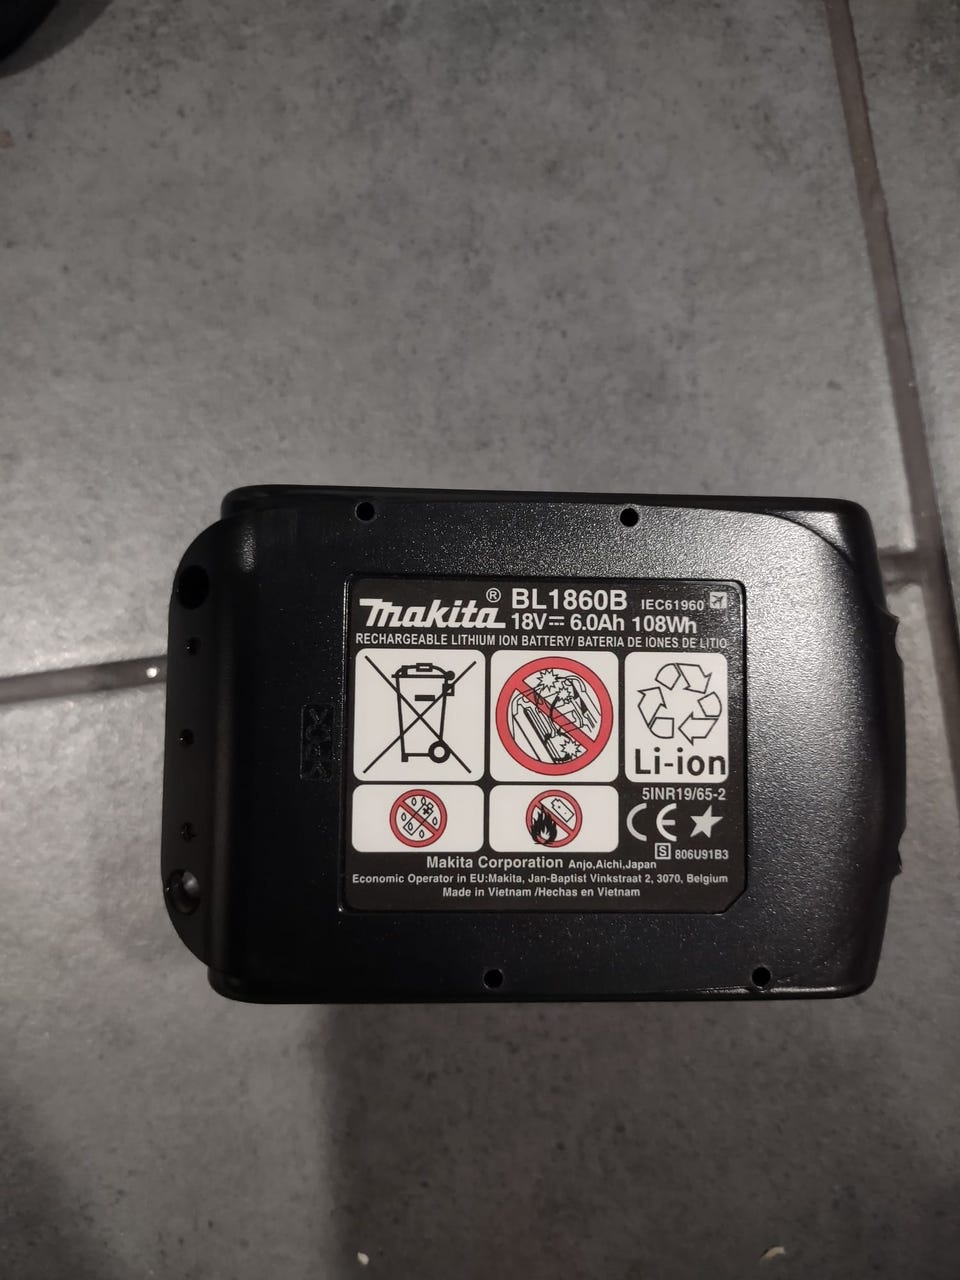 makita® BL1860B IEC61960
18V 6.0Ah 108Wh
RECHARGEABLE LITHIUM ION BATTERY/ BATERIA DE IONES DE LITIO
Li-ion
5INR19/65-2
CE
S 806U91B3
Makita Corporation Anjo,Aichi,Japan
Economic Operator in EU:Makita, Jan-Baptist Vinkstraat 2, 3070, Belgium
Made in Vietnam /Hechas en Vietnam